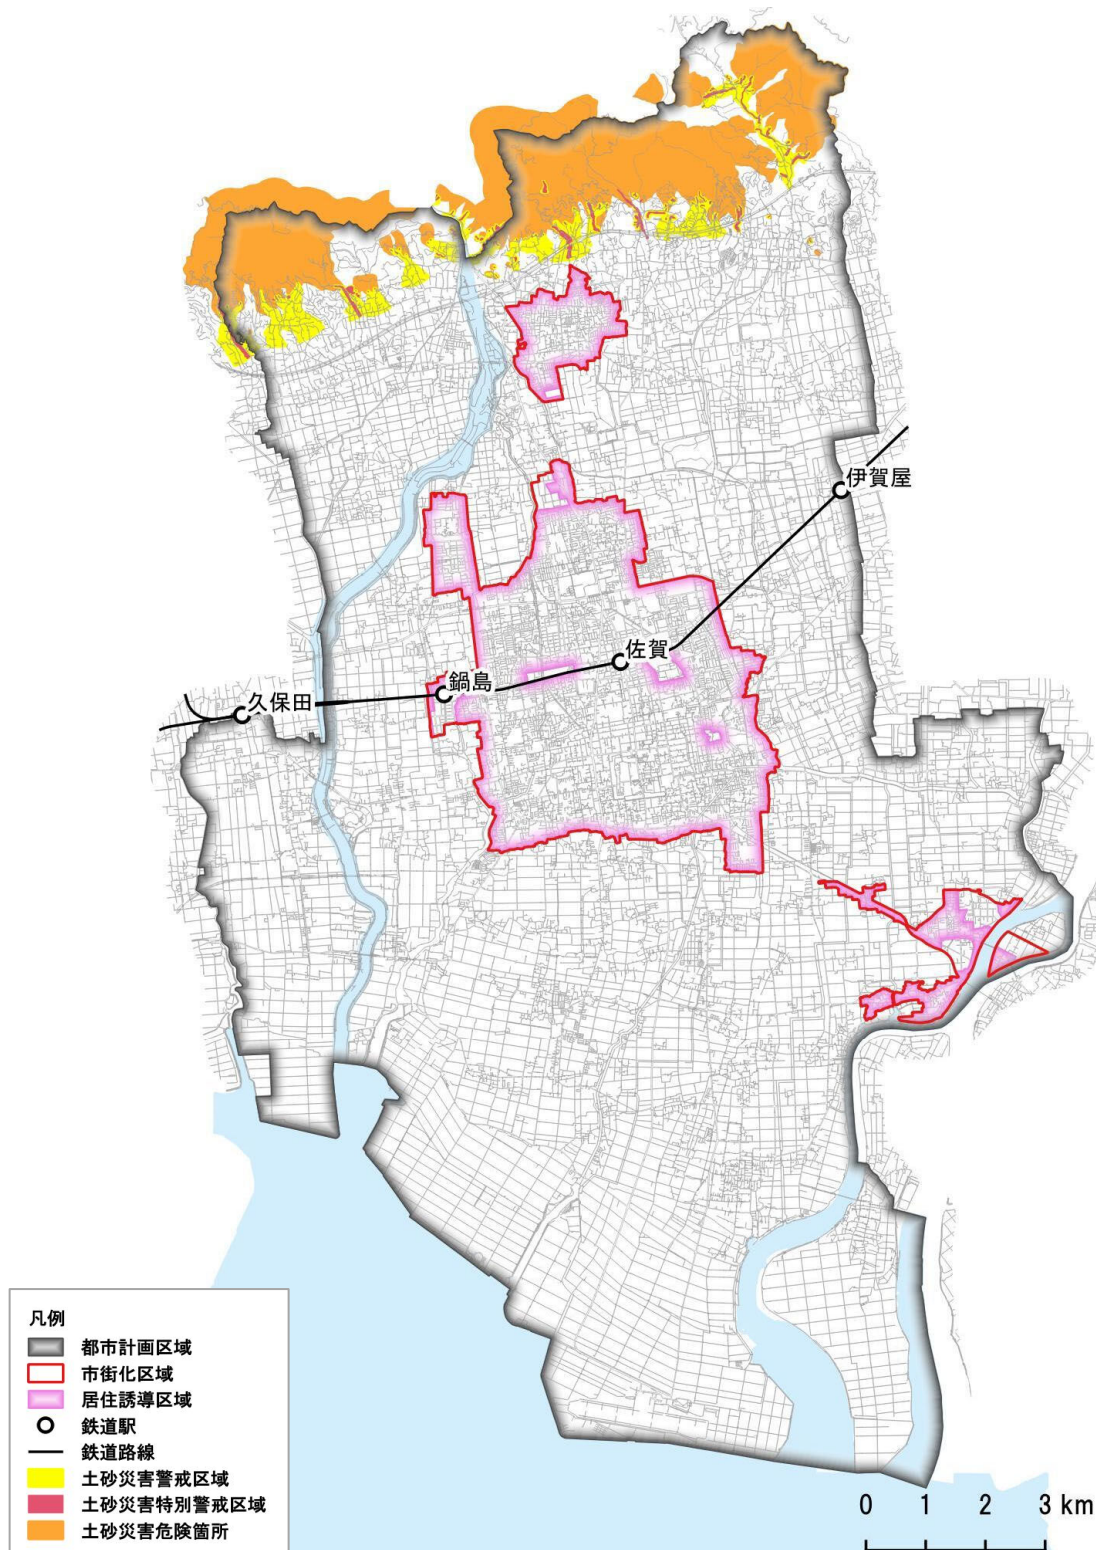 伊賀屋
佐賀
鍋島
久保田
凡例
都市計画区域
市街化区域
居住誘導区域
鉄道駅
鉄道路線
土砂災害警戒区域
土砂災害特別警戒区域
土砂災害危険箇所
0 1 2 3 km